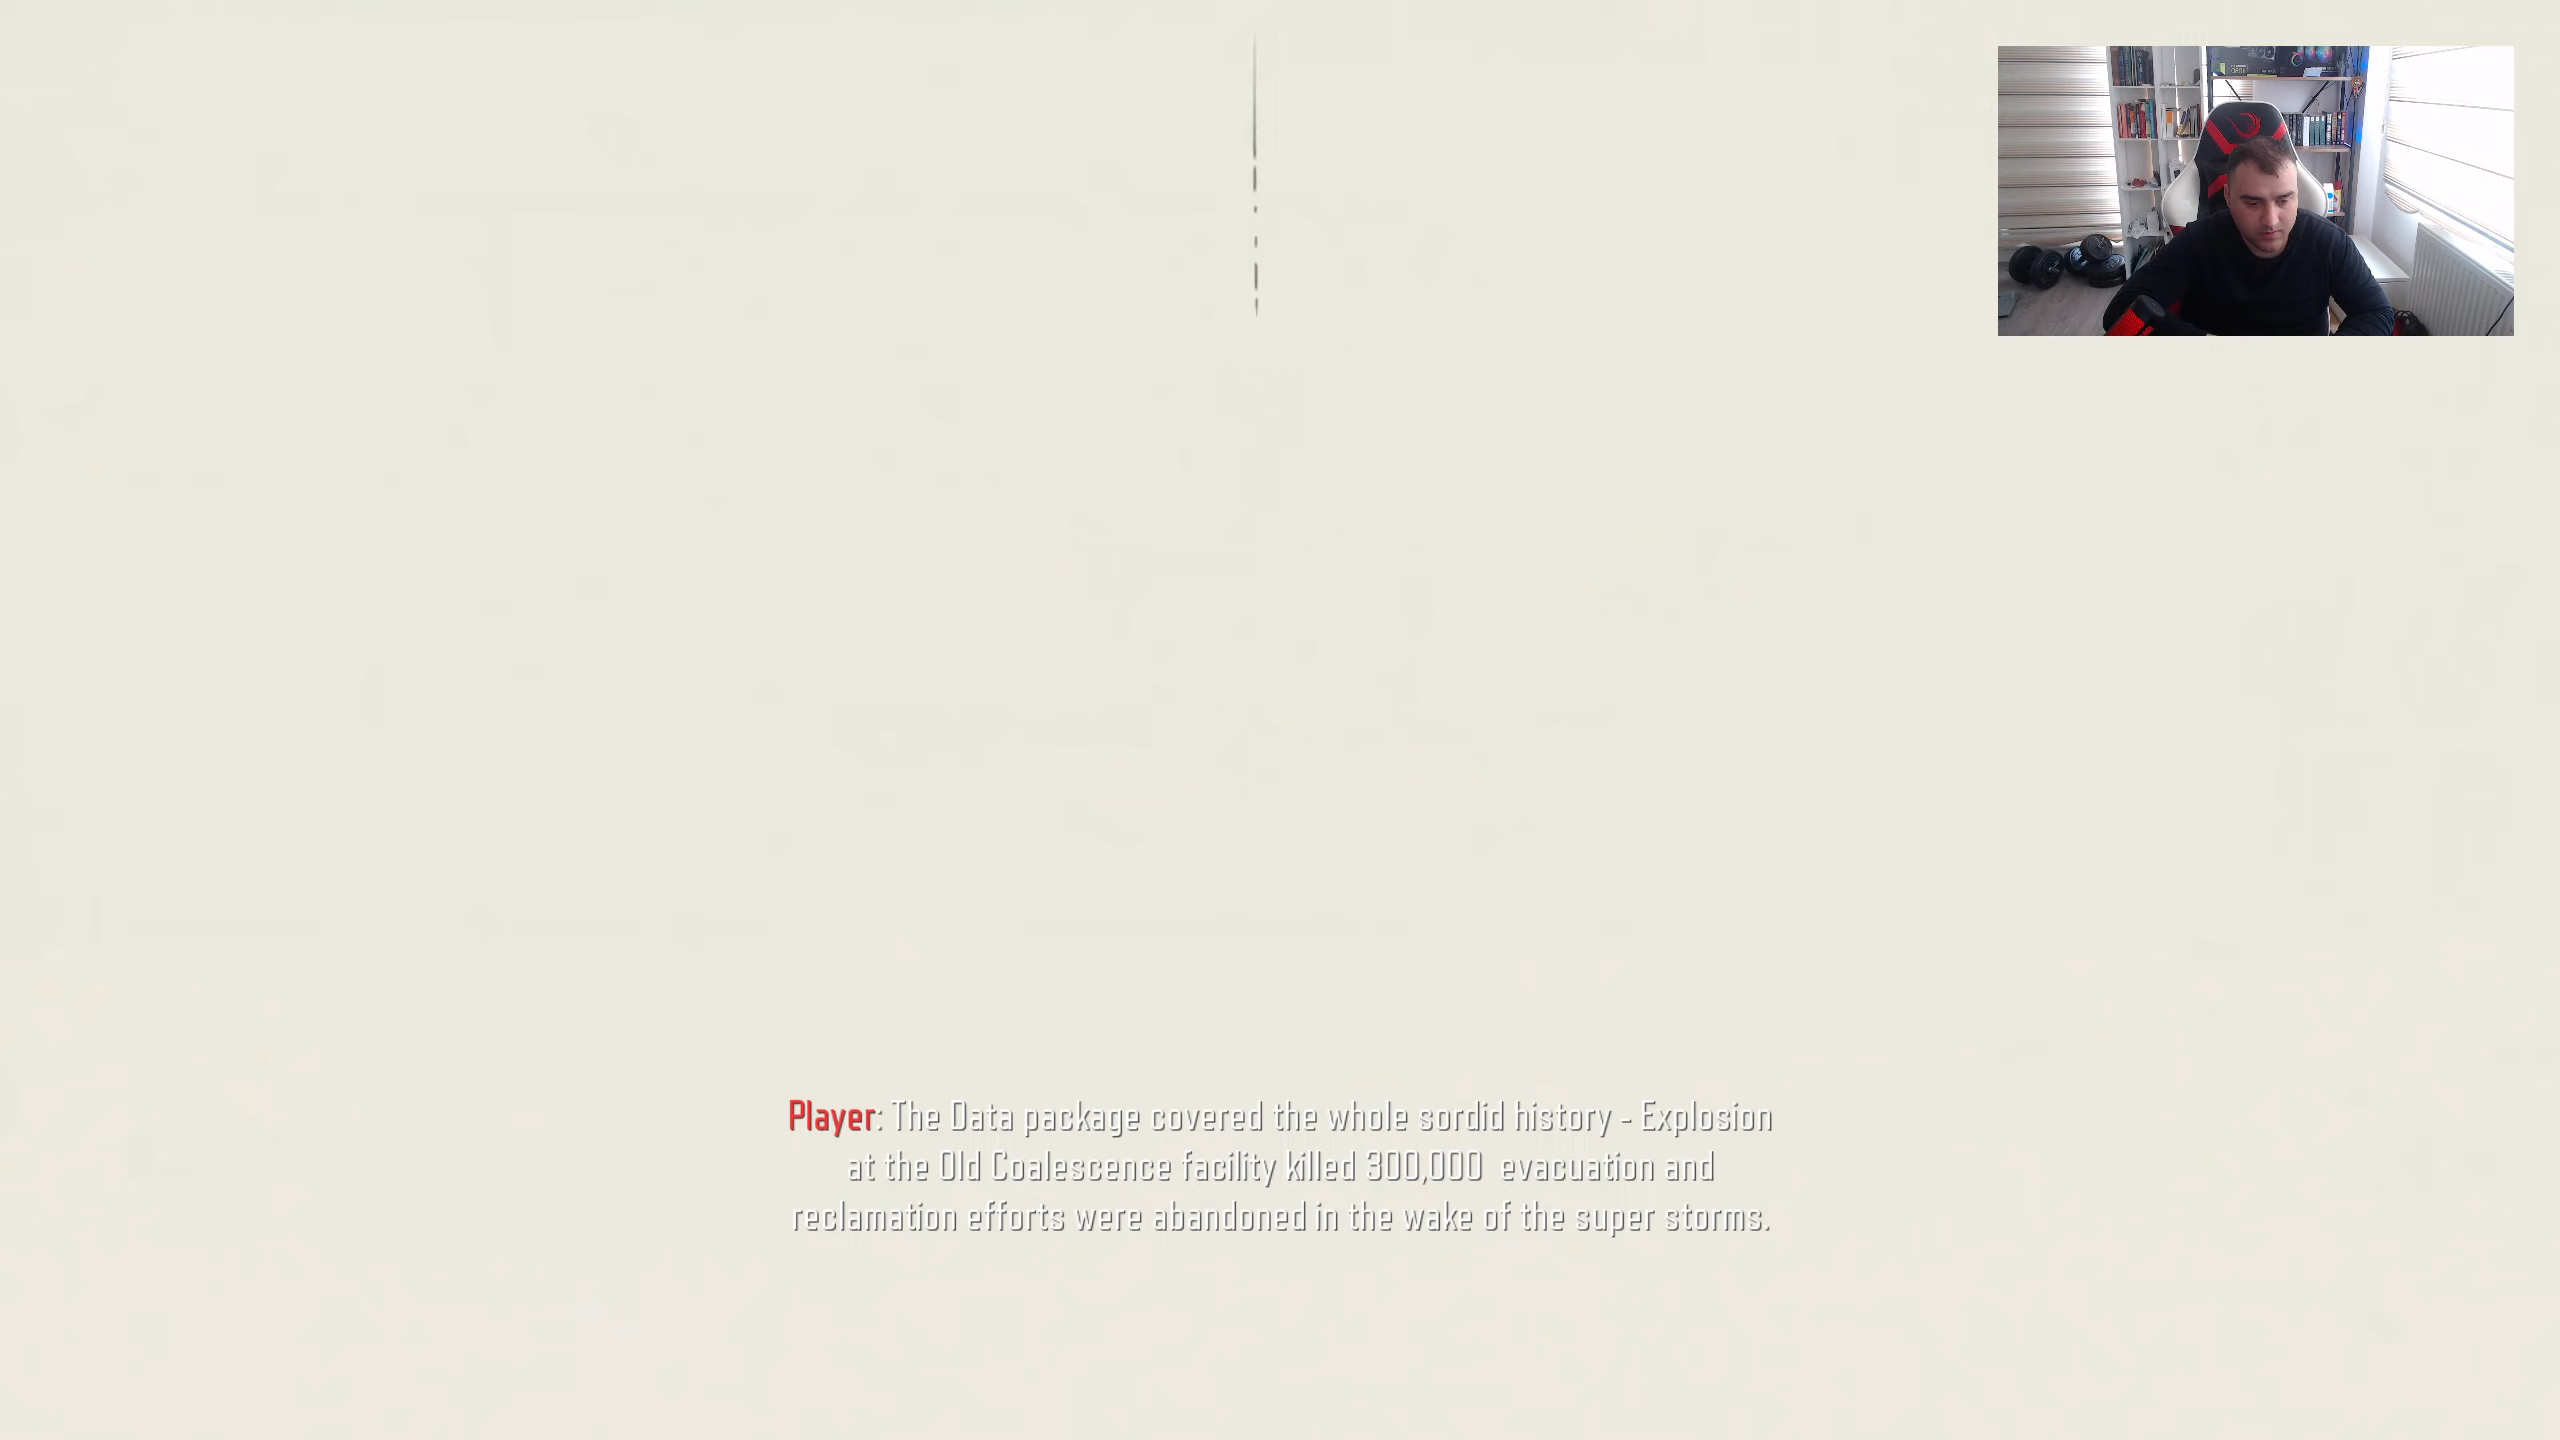 Player: The Data package covered the whole sordid history - Explosion
at the Old Coalescence facility killed 300,000  evacuation and
reclamation efforts were abandoned in the wake of the super storms.